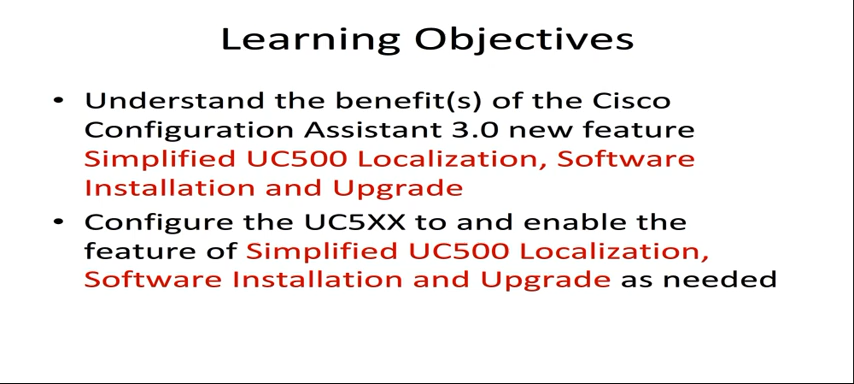 Learning Objectives
• Understand the benefit(s) of the Cisco
Configuration Assistant 3.0 new feature
Simplified UC500 Localization, Software
Installation and Upgrade
• Configure the UC5XX to and enable the
feature of Simplified UC500 Localization,
Software Installation and Upgrade as needed